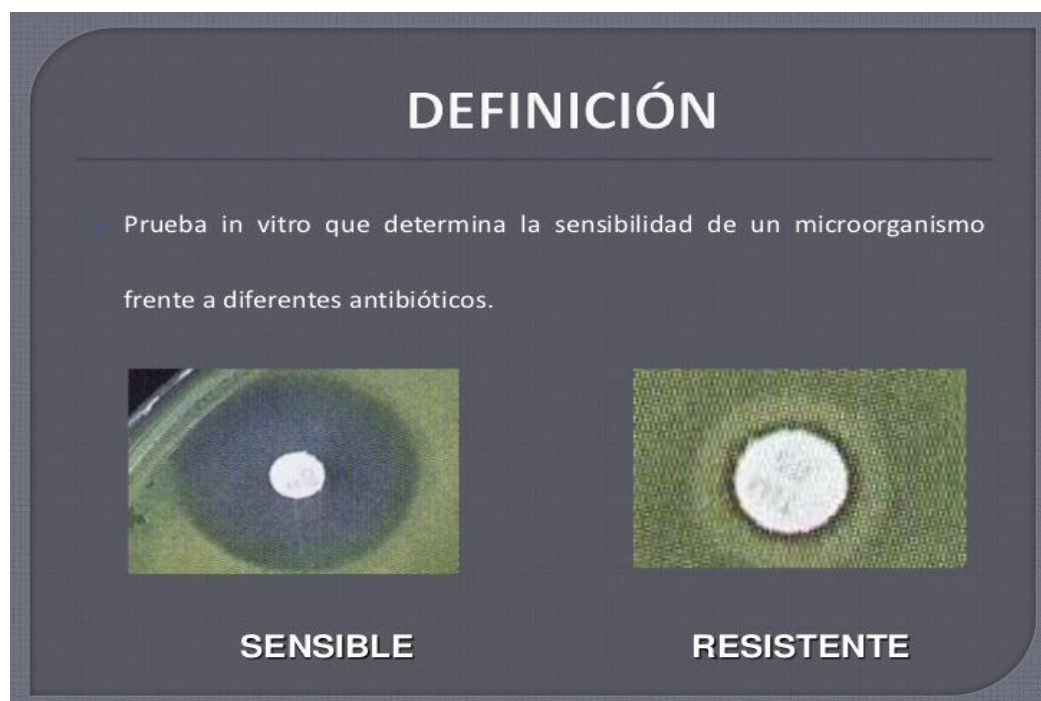 DEFINICIÓN
Prueba in vitro que determina la sensibilidad de un microorganismo
frente a diferentes antibióticos.
SENSIBLE
RESISTENTE